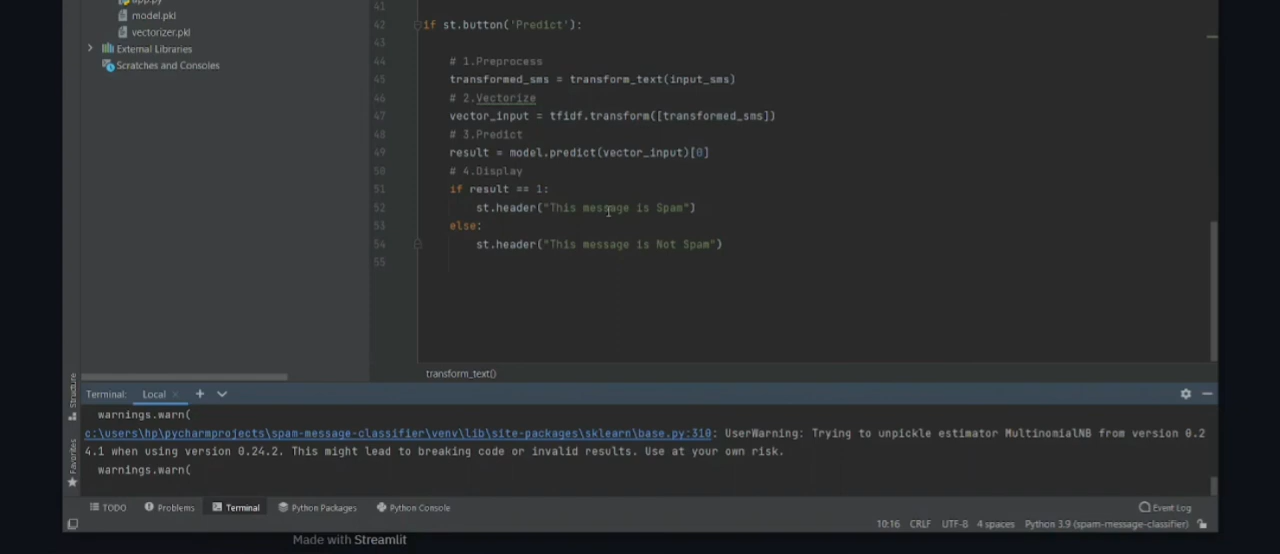 app.py
model.pkl
vectorizer.pkl
External Libraries
Scratches and Consoles
41
42 if st.button('Predict'):
43
44 # 1.Preprocess
45 transformed_sms = transform_text(input_sms)
46 # 2.Vectorize
47 vector_input = tfidf.transform([transformed_sms])
48 # 3.Predict
49 result = model.predict(vector_input)[0]
50 # 4.Display
51 if result == 1:
52 st.header("This message is Spam")
53 else:
54 st.header("This message is Not Spam")
55
transform_text()
Structure
Favorites
Terminal: Local
warnings.warn(
c:\users\hp\pycharmprojects\spam-message-classifier\venv\lib\site-packages\sklearn\base.py:310: UserWarning: Trying to unpickle estimator MultinomialNB from version 0.2
4.1 when using version 0.24.2. This might lead to breaking code or invalid results. Use at your own risk.
warnings.warn(
TODO Problems Terminal Python Packages Python Console Event Log
10:16 CRLF UTF-8 4 spaces Python 3.9 (spam-message-classifier)
Made with Streamlit